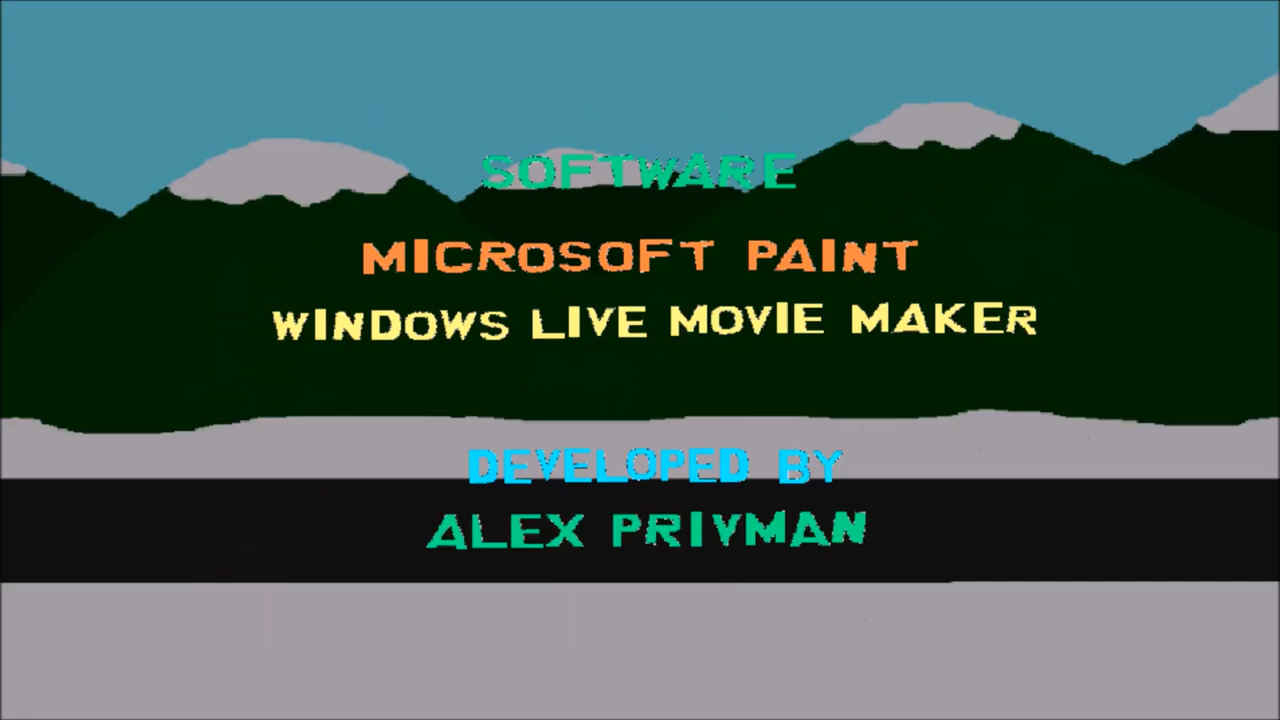 SOFTWARE
MICROSOFT PAINT
WINDOWS LIVE MOVIE MAKER
DEVELOPED BY
ALEX PRIVMAN